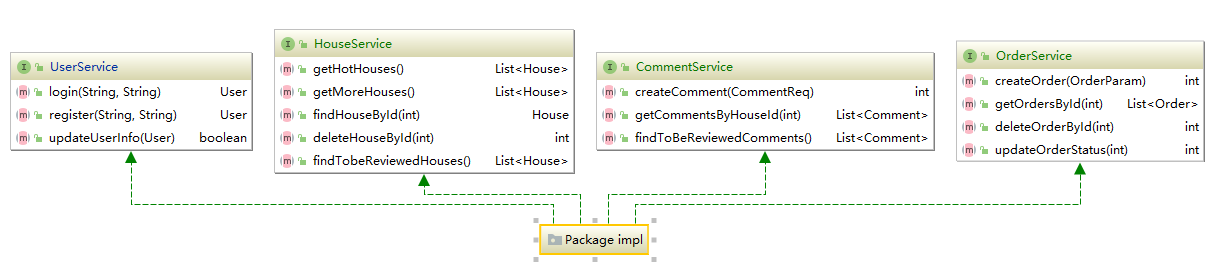 UserService
login(String, String) User
register(String, String) User
updateUserInfo(User) boolean
HouseService
getHotHouses() List<House>
getMoreHouses() List<House>
findHouseById(int) House
deleteHouseById(int) int
findTobeReviewedHouses() List<House>
CommentService
createComment(CommentReq) int
getCommentsByHouseId(int) List<Comment>
findToBeReviewedComments() List<Comment>
OrderService
createOrder(OrderParam) int
getOrdersById(int) List<Order>
deleteOrderById(int) int
updateOrderStatus(int) int
Package impl